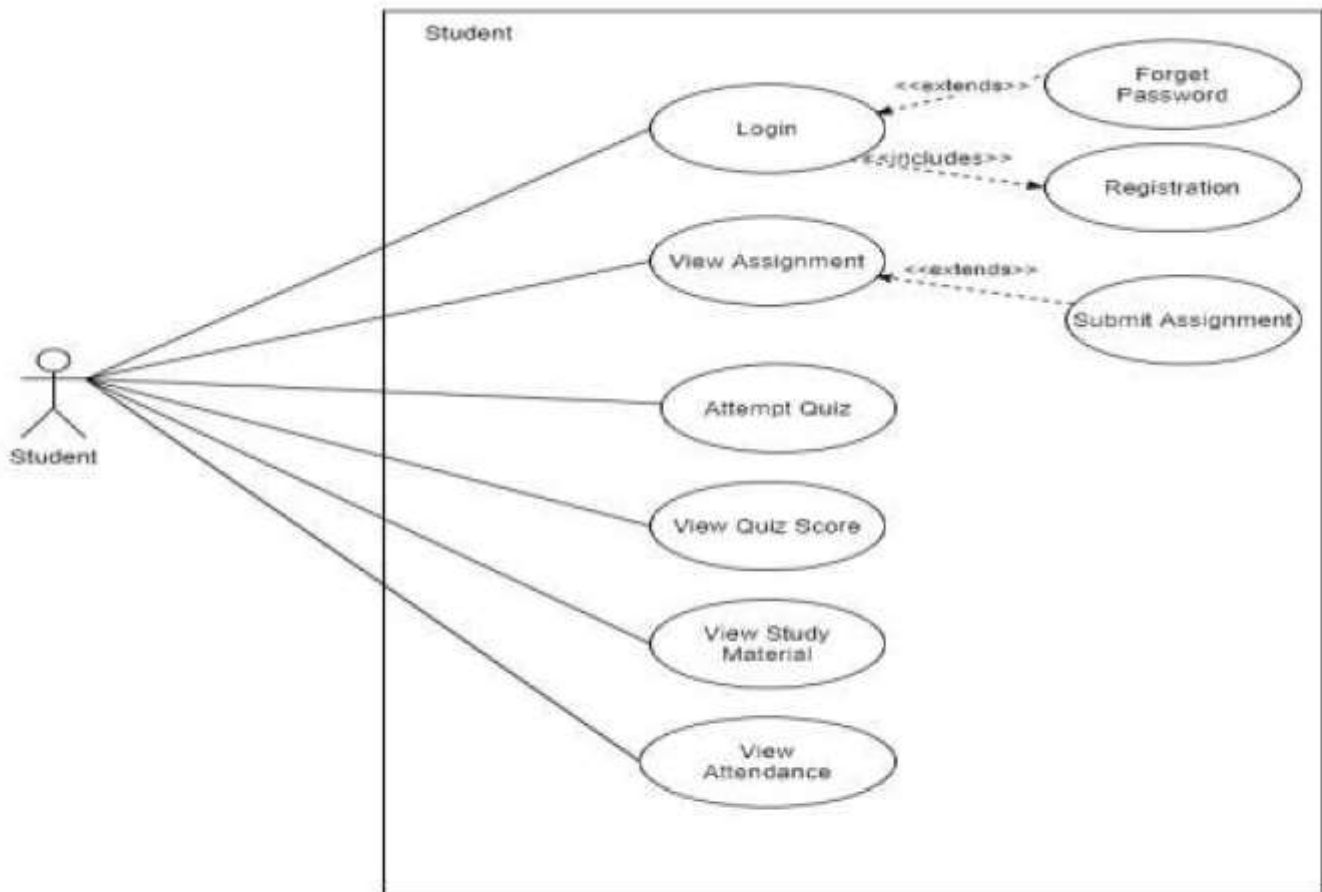 Student
Forget
Password
<<extends>>
Login
<<includes>>
Registration
View Assignment
<<extends>>
Submit Assignment
Attempt Quiz
Student
View Quiz Score
View Study
Material
View
Attendance